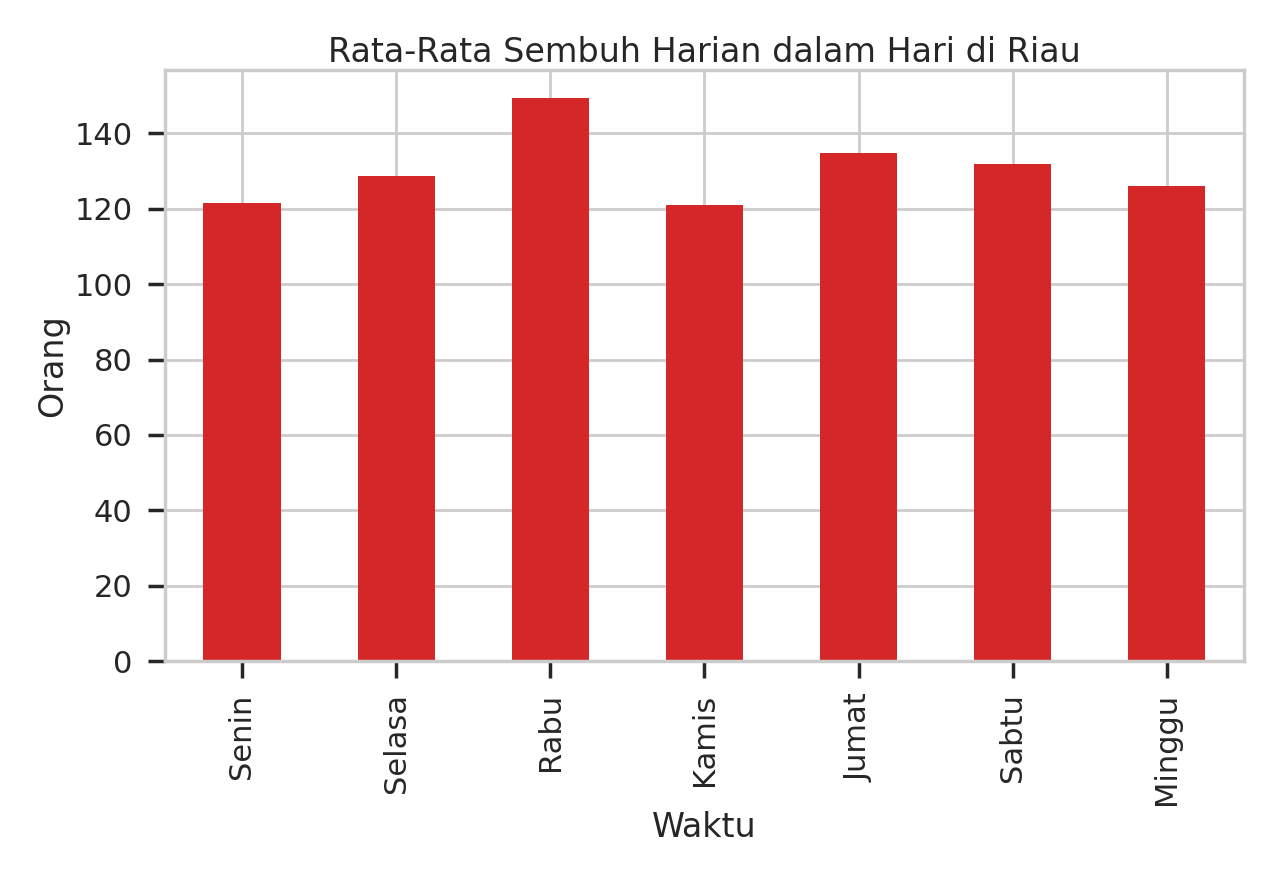 Rata-Rata Sembuh Harian dalam Hari di Riau
Orang
140
120
100
80
60
40
20
0
Senin
Selasa
Rabu
Kamis
Jumat
Sabtu
Minggu
Waktu